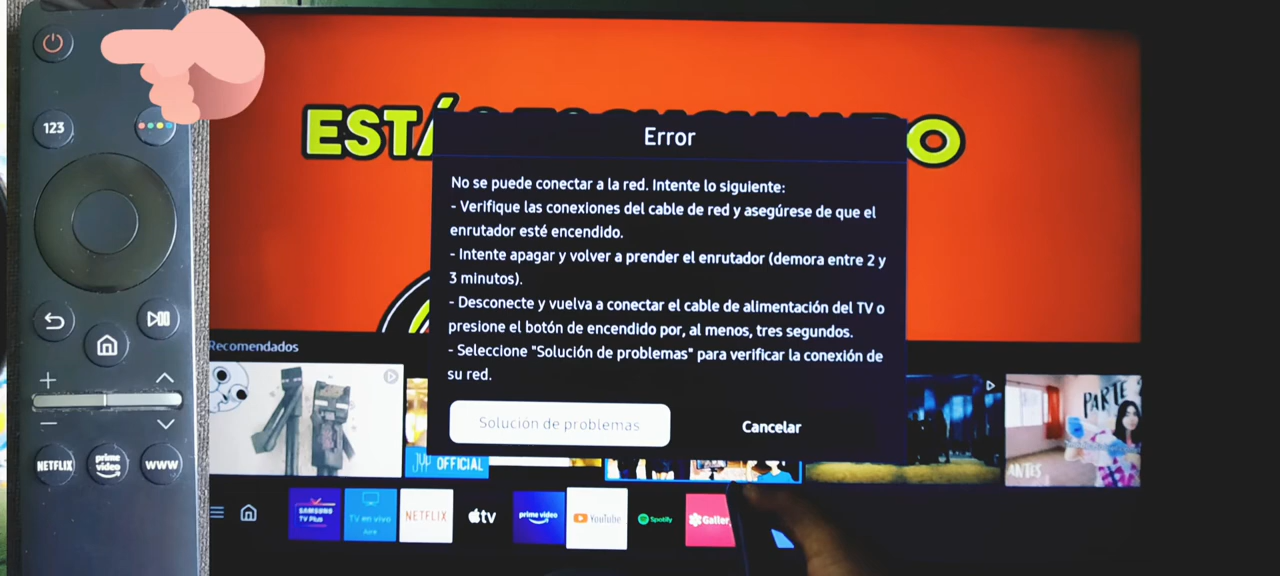 123
NETFLIX
prime video
WWW
ESTÁ
O
Error
No se puede conectar a la red. Intente lo siguiente:
- Verifique las conexiones del cable de red y asegúrese de que el
enrutador esté encendido.
- Intente apagar y volver a prender el enrutador (demora entre 2 y
3 minutos).
- Desconecte y vuelva a conectar el cable de alimentación del TV o
presione el botón de encendido por, al menos, tres segundos.
- Seleccione "Solución de problemas" para verificar la conexión de
su red.
Solución de problemas
Cancelar
Recomendados
OFFICIAL
PARTE
ANTES
SAMSUNG
TV Plus
TV en vivo
Aire
NETFLIX
tv
prime video
YouTube
Spotify
Galler